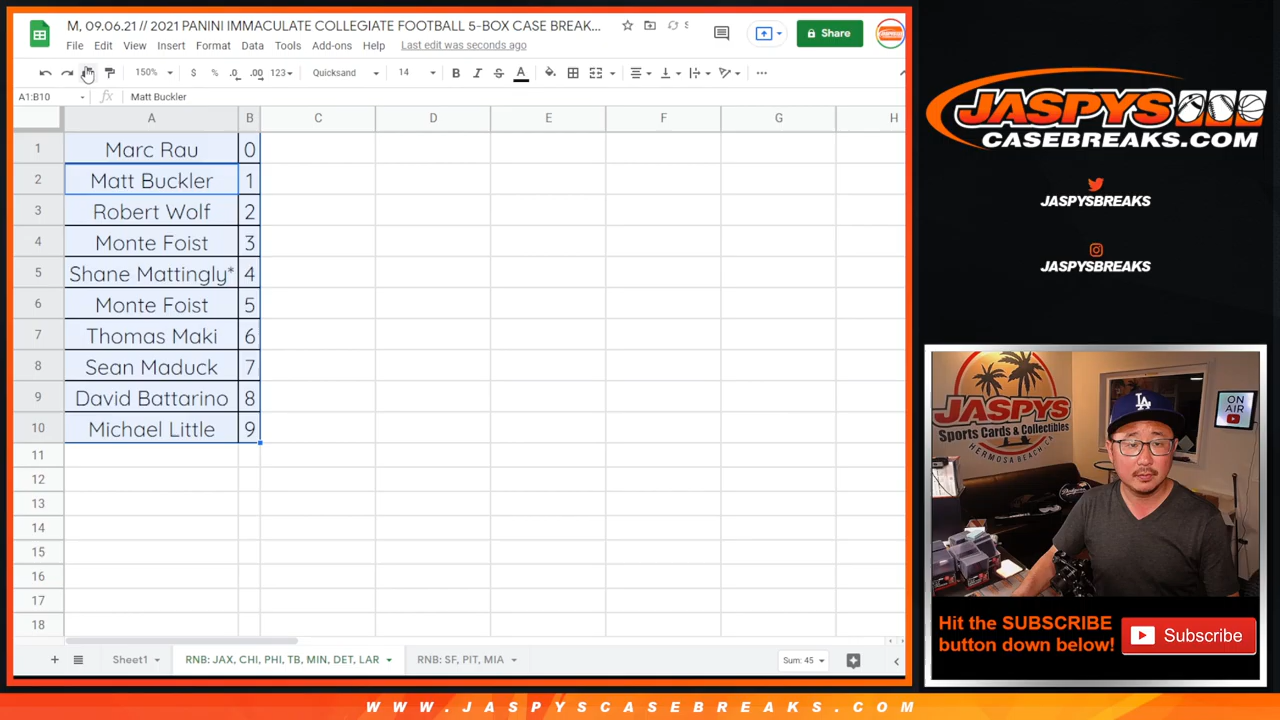 M, 09.06.21 // 2021 PANINI IMMACULATE COLLEGIATE FOOTBALL 5-BOX CASE BREAK...
File Edit View Insert Format Data Tools Add-ons Help Last edit was seconds ago
Share
150% $ % .0 .00 123 Quicksand 14 B I S A
A1:B10 fx Matt Buckler
A B C D E F G H
1 Marc Rau 0
2 Matt Buckler 1
3 Robert Wolf 2
4 Monte Foist 3
5 Shane Mattingly* 4
6 Monte Foist 5
7 Thomas Maki 6
8 Sean Maduck 7
9 David Battarino 8
10 Michael Little 9
11
12
13
14
15
16
17
18
Sheet1 RNB: JAX, CHI, PHI, TB, MIN, DET, LAR RNB: SF, PIT, MIA Sum: 45
JASPYS
CASEBREAKS.COM
JASPYSBREAKS
JASPYSBREAKS
JASPYS
Sports Cards & Collectibles
HERMOSA BEACH, CA
LA
ON
AIR
Dodgers
Hit the SUBSCRIBE
button down below!
Subscribe
WWW.JASPYSCASEBREAKS.COM